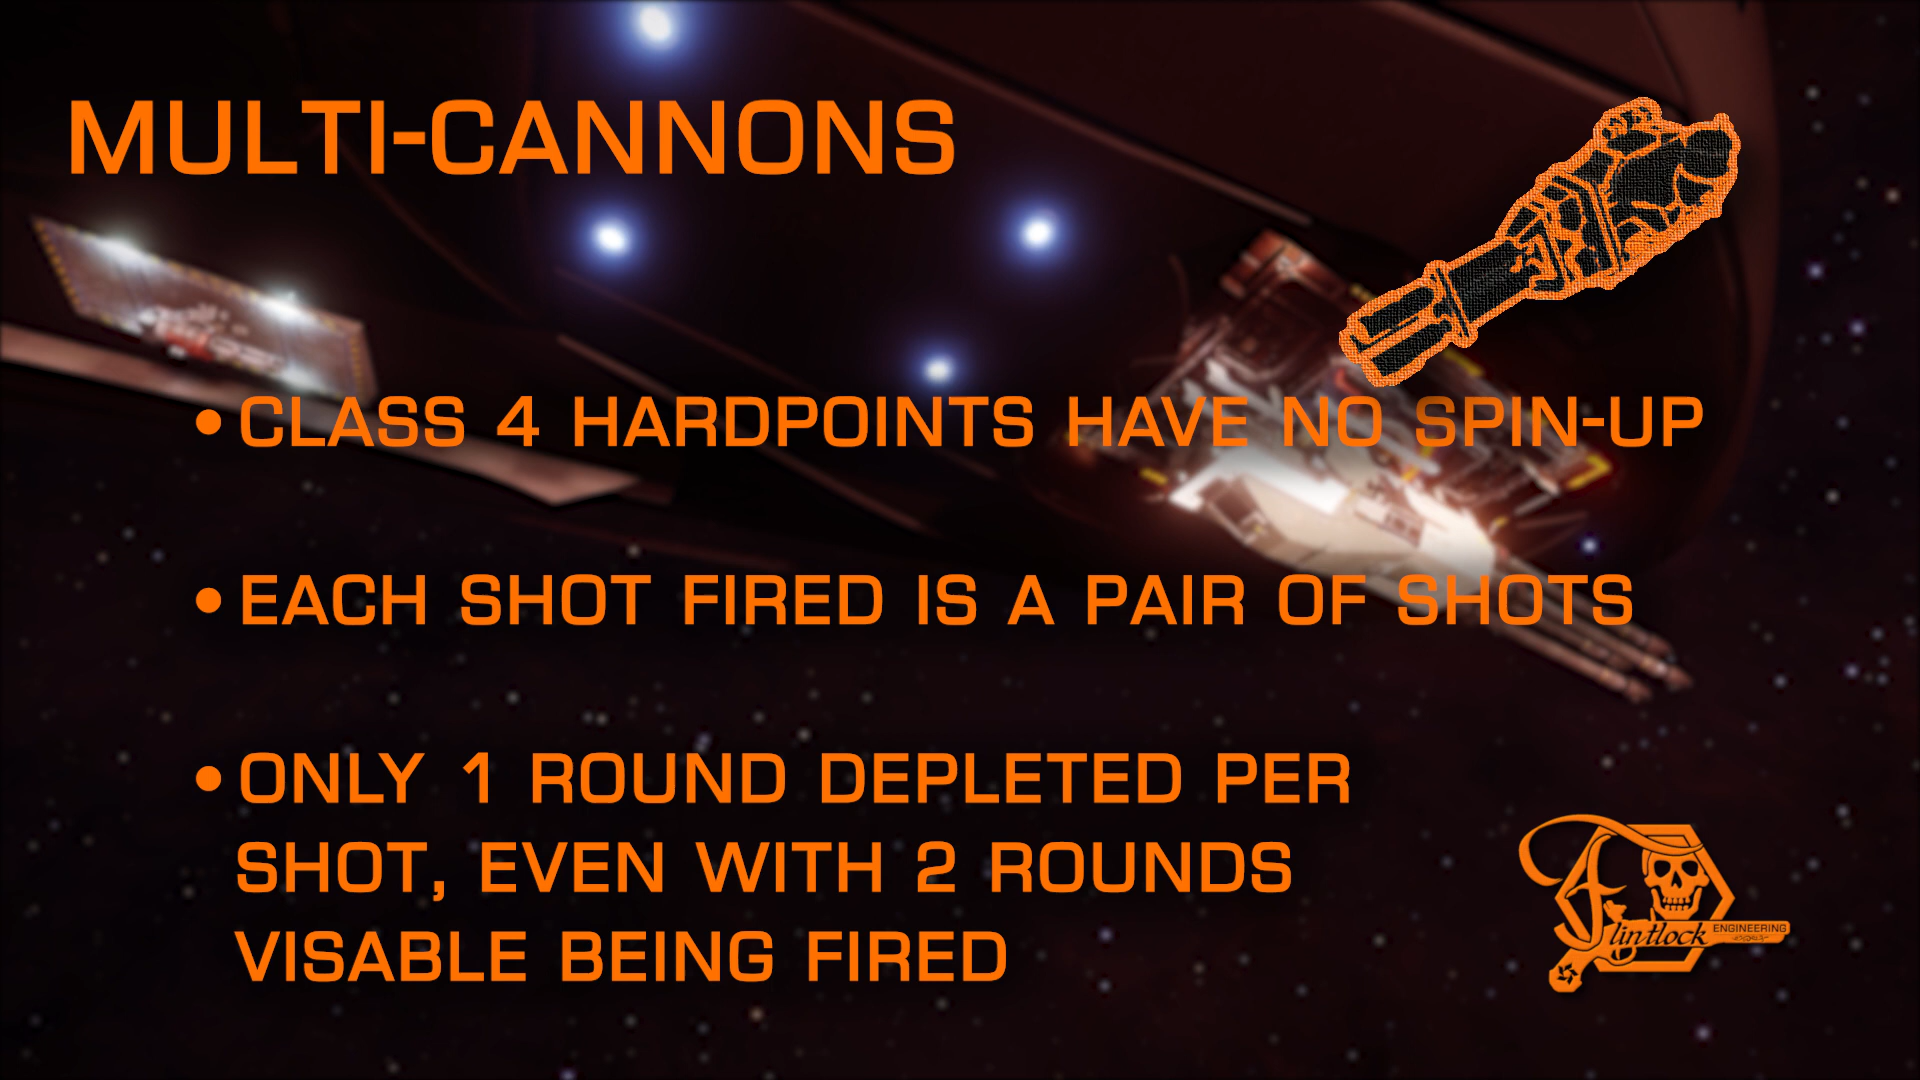 MULTI-CANNONS
• CLASS 4 HARDPOINTS HAVE NO SPIN-UP
• EACH SHOT FIRED IS A PAIR OF SHOTS
• ONLY 1 ROUND DEPLETED PER
SHOT, EVEN WITH 2 ROUNDS
VISABLE BEING FIRED
Flintlock ENGINEERING